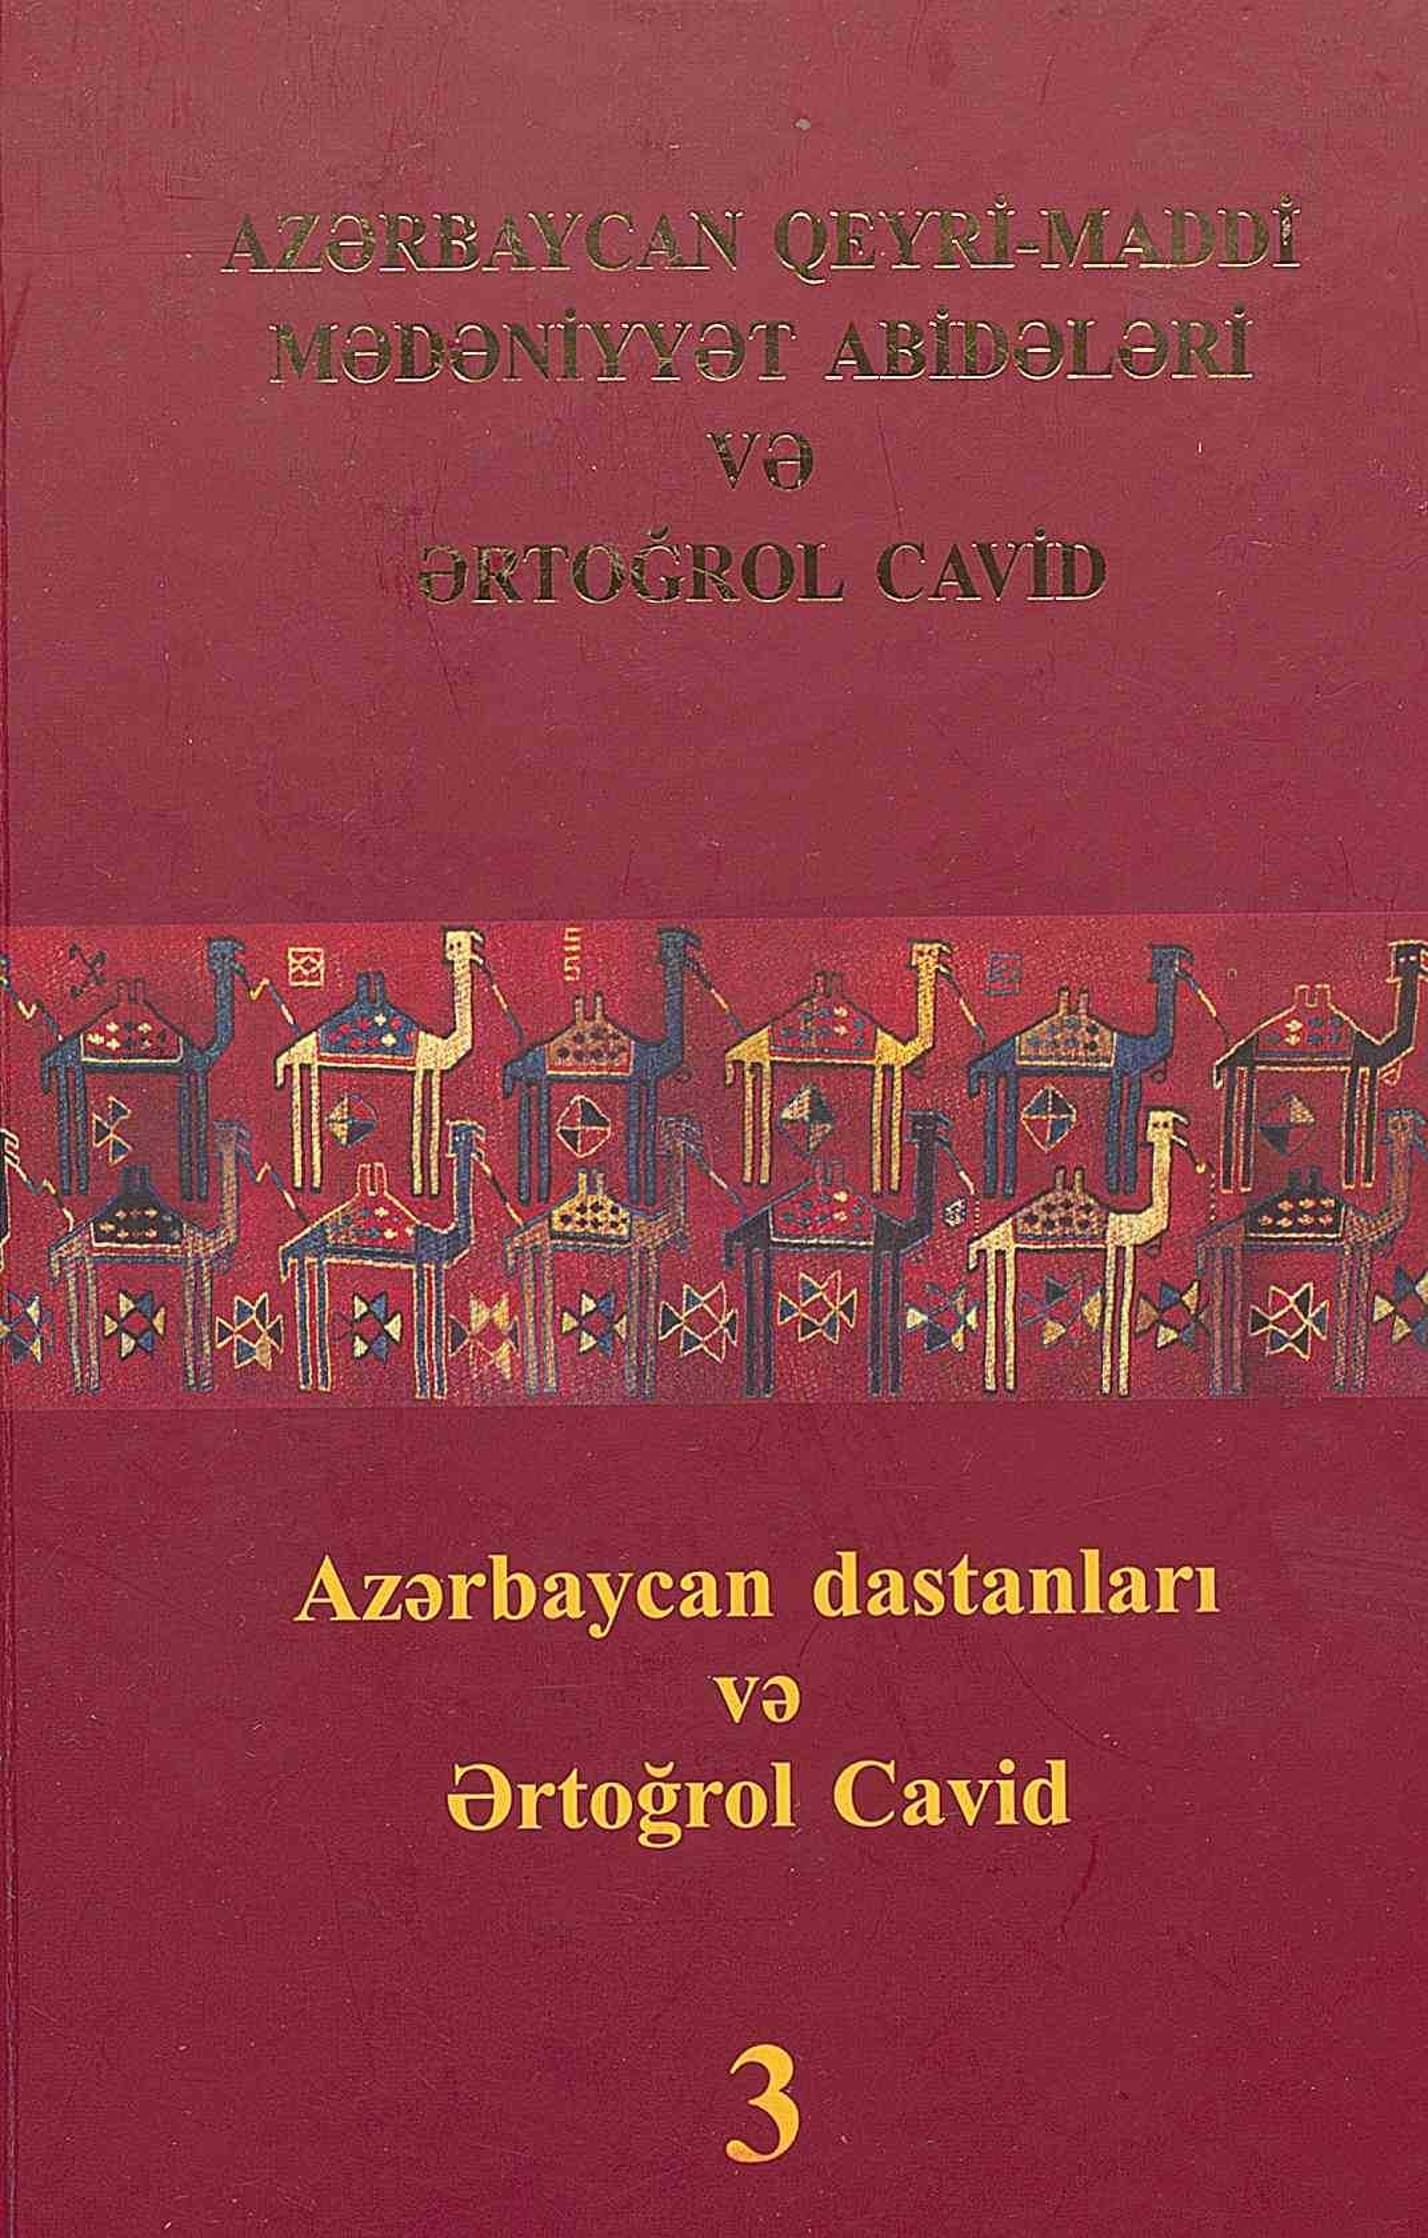 AZƏRBAYCAN QEYRİ-MADDİ
MƏDƏNİYYƏT ABİDƏLƏRİ
VƏ
ƏRTOĞROL CAVİD
Azərbaycan dastanları
və
Ərtoğrol Cavid
3